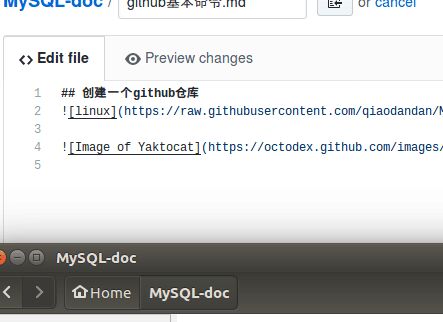 MySQL-doc / github基本命令.md or cancel
Edit file Preview changes
1 ## 创建一个github仓库
2 ![linux](https://raw.githubusercontent.com/qiaodandan/M
3
4 ![Image of Yaktocat](https://octodex.github.com/images/
5
MySQL-doc
Home MySQL-doc